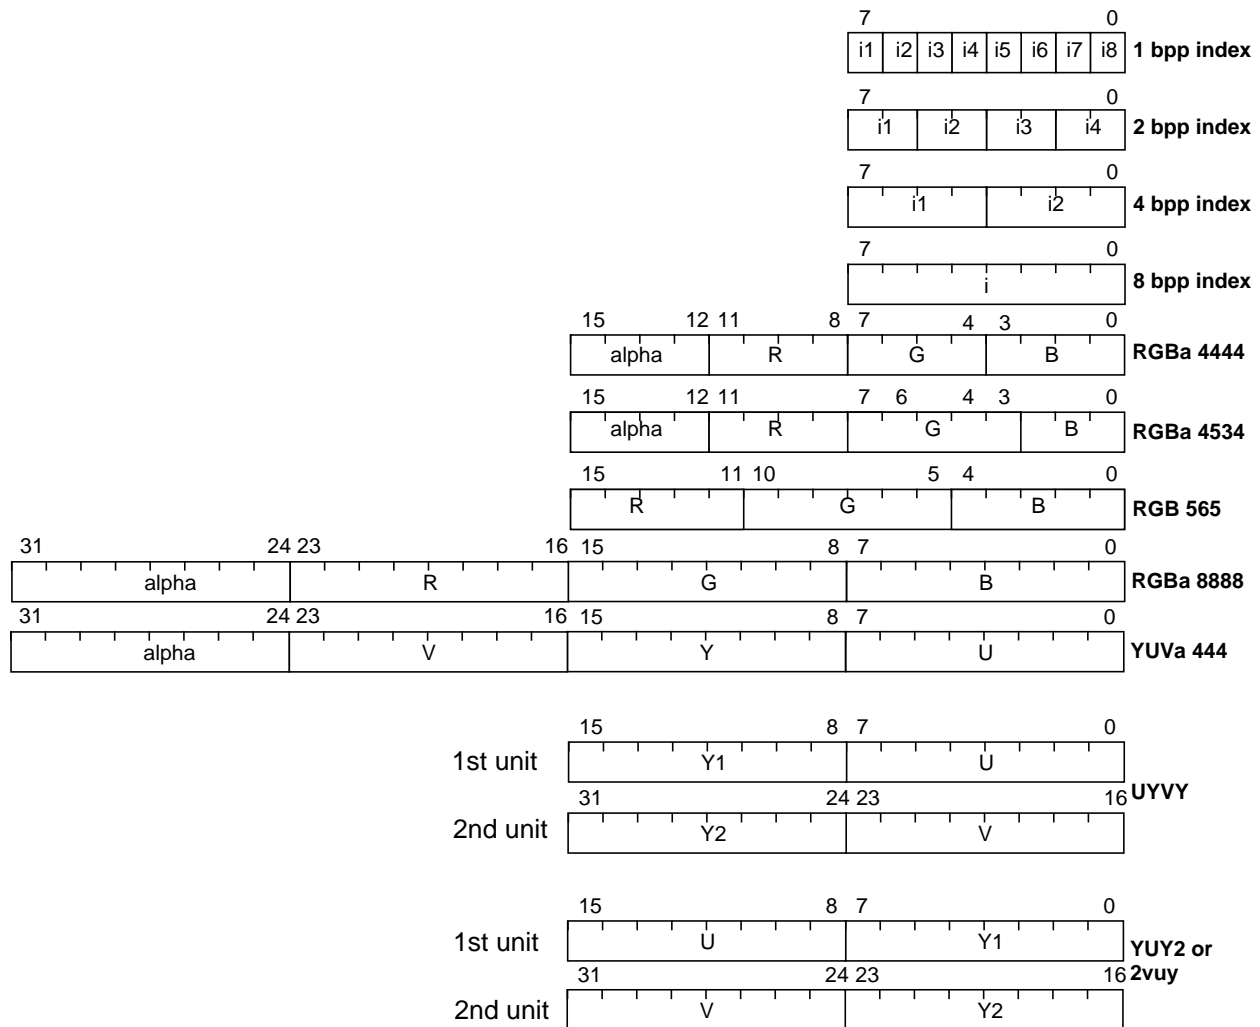 7 0
i1 i2 i3 i4 i5 i6 i7 i8 1 bpp index
7 0
i1 i2 i3 i4 2 bpp index
7 0
i1 i2 4 bpp index
7 0
i 8 bpp index
15 12 11 8 7 4 3 0
alpha R G B RGBa 4444
15 12 11 7 6 4 3 0
alpha R G B RGBa 4534
15 11 10 5 4 0
R G B RGB 565
31 24 23 16 15 8 7 0
alpha R G B RGBa 8888
31 24 23 16 15 8 7 0
alpha V Y U YUVa 444
15 8 7 0
1st unit Y1 U
UYVY
31 24 23 16
2nd unit Y2 V
15 8 7 0
1st unit U Y1
YUY2 or
2vuy
31 24 23 16
2nd unit V Y2